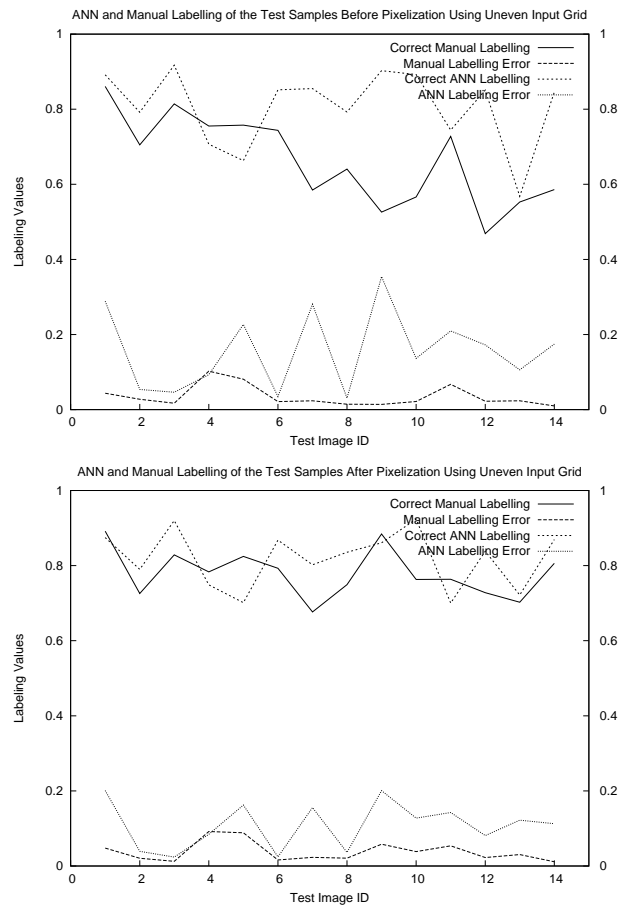 ANN and Manual Labelling of the Test Samples Before Pixelization Using Uneven Input Grid
1 1
Correct Manual Labelling
Manual Labelling Error
Correct ANN Labelling
ANN Labelling Error
0.8 0.8
0.6 0.6
Labeling Values
0.4 0.4
0.2 0.2
0 0
0 2 4 6 8 10 12 14
Test Image ID
ANN and Manual Labelling of the Test Samples After Pixelization Using Uneven Input Grid
1 1
Correct Manual Labelling
Manual Labelling Error
Correct ANN Labelling
ANN Labelling Error
0.8 0.8
0.6 0.6
Labeling Values
0.4 0.4
0.2 0.2
0 0
0 2 4 6 8 10 12 14
Test Image ID